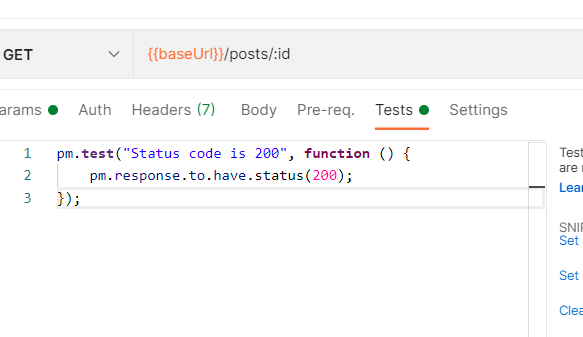 GET {{baseUrl}}/posts/:id
arams Auth Headers (7) Body Pre-req. Tests Settings
1 pm.test("Status code is 200", function () {
2 pm.response.to.have.status(200);
3 });
Test
are
Lear
SNIP
Set
Set
Clea